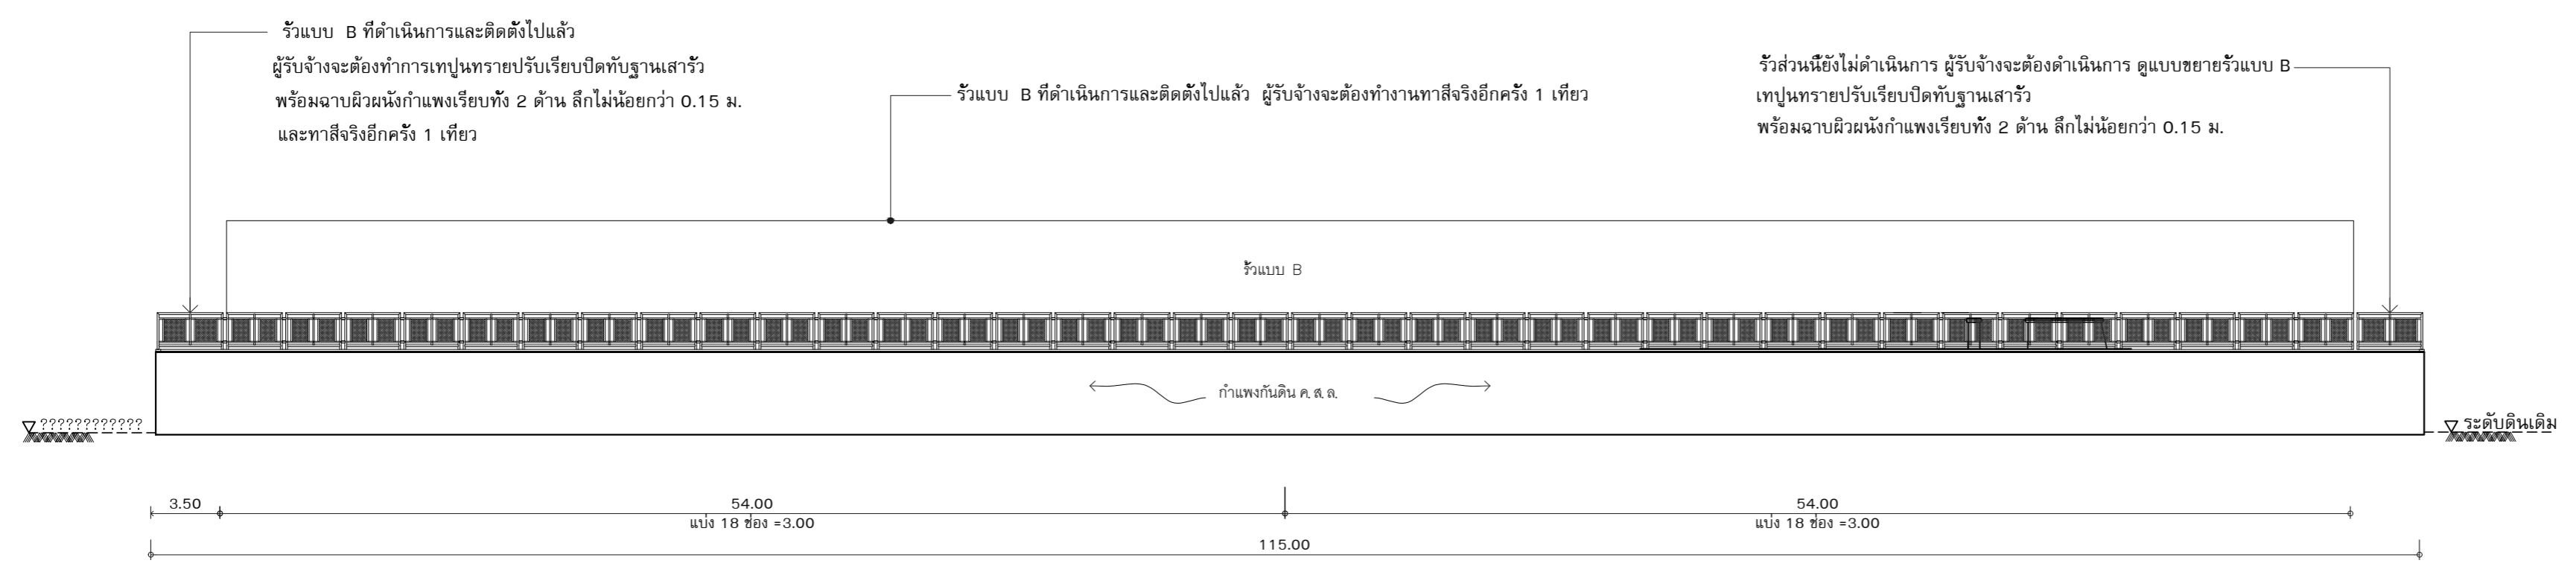 รั้วแบบ B ที่ดำเนินการและติดตั้งไปแล้ว
ผู้รับจ้างจะต้องทำการเทปูนทรายปรับเรียบปิดทับฐานเสารั้ว
พร้อมฉาบผิวผนังกำแพงเรียบทั้ง 2 ด้าน ลึกไม่น้อยกว่า 0.15 ม.
และทาสีจริงอีกครั้ง 1 เที่ยว
รั้วแบบ B ที่ดำเนินการและติดตั้งไปแล้ว ผู้รับจ้างจะต้องทำงานทาสีจริงอีกครั้ง 1 เที่ยว
รั้วส่วนนี้ยังไม่ดำเนินการ ผู้รับจ้างจะต้องดำเนินการ ดูแบบขยายรั้วแบบ B
เทปูนทรายปรับเรียบปิดทับฐานเสารั้ว
พร้อมฉาบผิวผนังกำแพงเรียบทั้ง 2 ด้าน ลึกไม่น้อยกว่า 0.15 ม.
รั้วแบบ B
กำแพงกันดิน ค.ส.ล.
????????????
ระดับดินเดิม
3.50
54.00
แบ่ง 18 ช่อง =3.00
54.00
แบ่ง 18 ช่อง =3.00
115.00